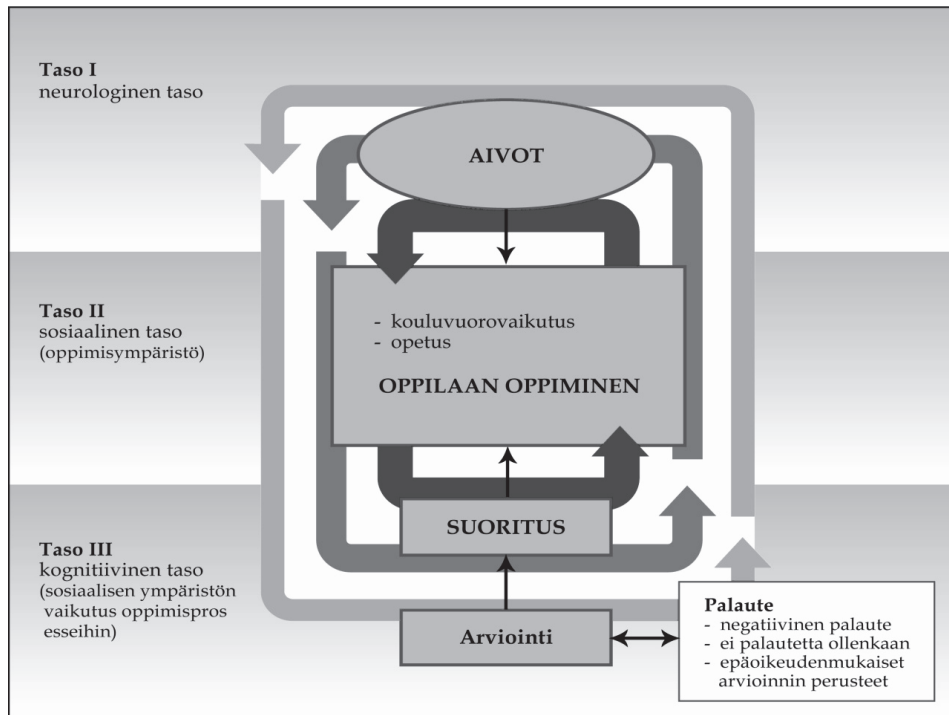 Taso I
neurologinen taso
AIVOT
Taso II
sosiaalinen taso
(oppimisympäristö)
- kouluvuorovaikutus
- opetus
OPPILAAN OPPIMINEN
Taso III
kognitiivinen taso
(sosiaalisen ympäristön
vaikutus oppimispros
esseihin)
SUORITUS
Arviointi
Palaute
- negatiivinen palaute
- ei palautetta ollenkaan
- epäoikeudenmukaiset
arvioinnin perusteet